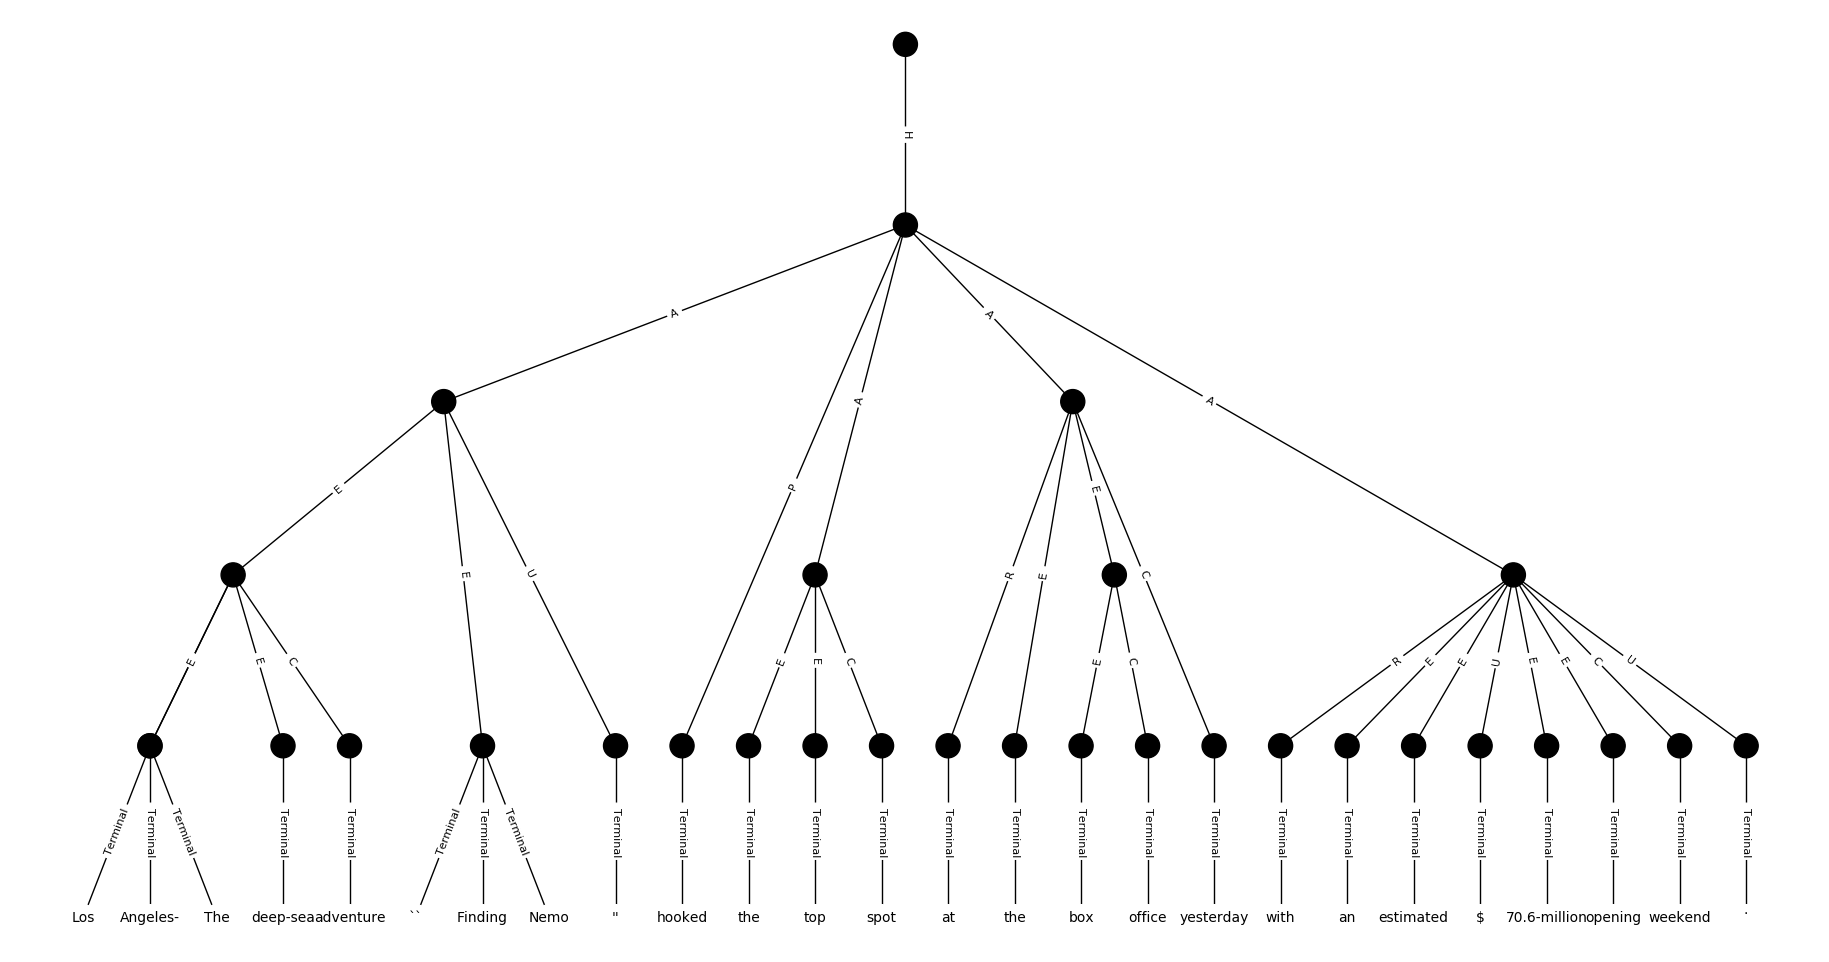 H
A
A
A
A
P
E
E
U
E
R
E
C
E
E
C
E
E
C
E
C
R
E
E
U
E
E
C
U
Terminal Terminal Terminal Terminal Terminal Terminal Terminal Terminal Terminal Terminal Terminal Terminal Terminal Terminal Terminal Terminal Terminal Terminal Terminal Terminal Terminal Terminal Terminal Terminal Terminal Terminal
Los Angeles- The deep-sea adventure `` Finding Nemo " hooked the top spot at the box office yesterday with an estimated $ 70.6-million opening weekend .